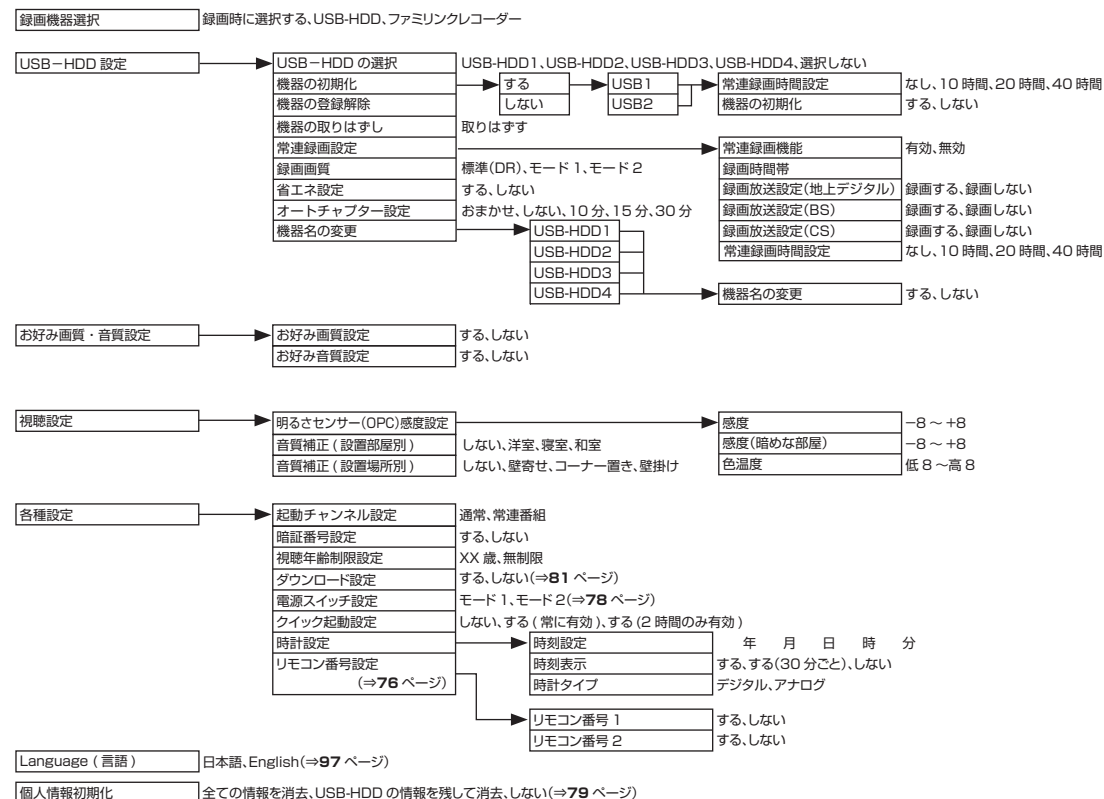 録画機器選択 録画時に選択する、USB-HDD、ファミリンクレコーダー
USB－HDD 設定 USB－HDD の選択 USB-HDD1、USB-HDD2、USB-HDD3、USB-HDD4、選択しない
機器の初期化 する USB1 常連録画時間設定 なし、10 時間、20 時間、40 時間
機器の登録解除 しない USB2 機器の初期化 する、しない
機器の取りはずし 取りはずす
常連録画設定 常連録画機能 有効、無効
録画画質 標準(DR)、モード 1、モード 2 録画時間帯
省エネ設定 する、しない 録画放送設定(地上デジタル) 録画する、録画しない
オートチャプター設定 おまかせ、しない、10 分、15 分、30 分 録画放送設定(BS) 録画する、録画しない
機器名の変更 USB-HDD1 録画放送設定(CS) 録画する、録画しない
USB-HDD2 常連録画時間設定 なし、10 時間、20 時間、40 時間
USB-HDD3
USB-HDD4 機器名の変更 する、しない
お好み画質・音質設定 お好み画質設定 する、しない
お好み音質設定 する、しない
視聴設定 明るさセンサー(OPC)感度設定 感度 −8 ～ +8
音質補正 ( 設置部屋別 ) しない、洋室、寝室、和室 感度(暗めな部屋) −8 ～ +8
音質補正 ( 設置場所別 ) しない、壁寄せ、コーナー置き、壁掛け 色温度 低 8 ～高 8
各種設定 起動チャンネル設定 通常、常連番組
暗証番号設定 する、しない
視聴年齢制限設定 XX 歳、無制限
ダウンロード設定 する、しない(⇒81 ページ)
電源スイッチ設定 モード 1、モード 2(⇒78 ページ)
クイック起動設定 しない、する ( 常に有効 )、する (2 時間のみ有効 )
時計設定 時刻設定 年 月 日 時 分
リモコン番号設定 時刻表示 する、する(30 分ごと)、しない
(⇒76 ページ) 時計タイプ デジタル、アナログ
リモコン番号 1 する、しない
リモコン番号 2 する、しない
Language ( 言語 ) 日本語、English(⇒97 ページ)
個人情報初期化 全ての情報を消去、USB-HDD の情報を残して消去、しない(⇒79 ページ)